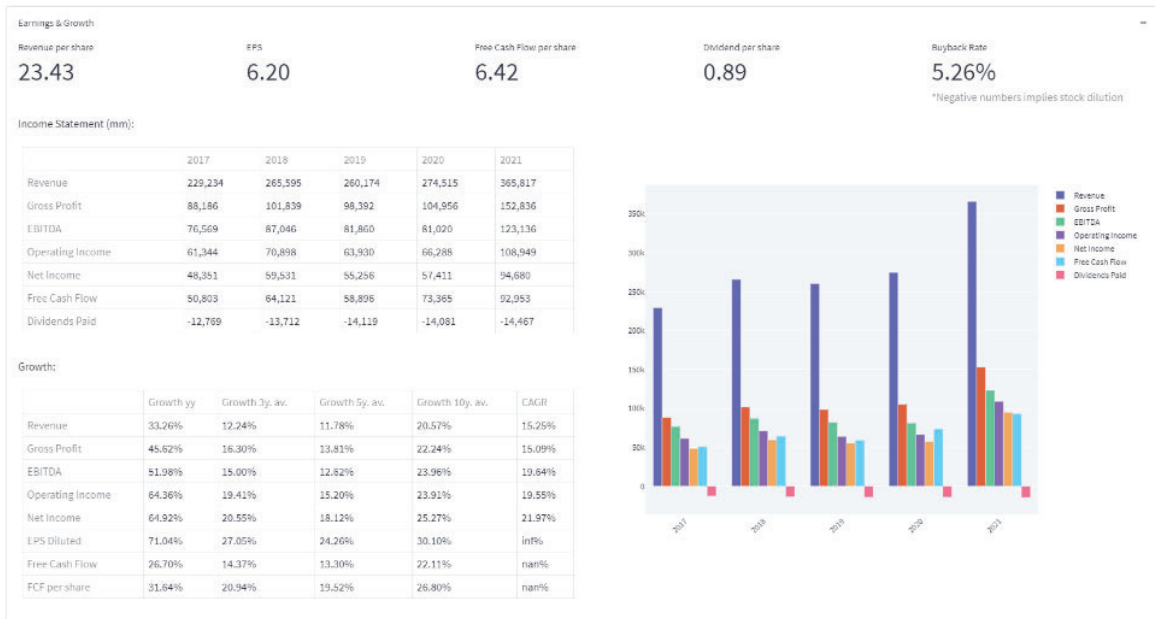 Earnings & Growth
–
Revenue per share
EPS
Free Cash Flow per share
Dividend per share
Buyback Rate
23.43
6.20
6.42
0.89
5.26%
*Negative numbers implies stock dilution
Income Statement (mm):
2017 2018 2019 2020 2021
Revenue 229,234 265,595 260,174 274,515 365,817
Gross Profit 88,186 101,839 98,392 104,956 152,836
EBITDA 76,569 87,046 81,860 81,020 123,136
Operating Income 61,344 70,898 63,930 66,288 108,949
Net Income 48,351 59,531 55,256 57,411 94,680
Free Cash Flow 50,803 64,121 58,896 73,365 92,953
Dividends Paid -12,769 -13,712 -14,119 -14,081 -14,467
Growth:
Growth yy Growth 3y. av. Growth 5y. av. Growth 10y. av. CAGR
Revenue 33.26% 12.24% 11.78% 20.57% 15.25%
Gross Profit 45.62% 16.30% 13.81% 22.24% 15.09%
EBITDA 51.98% 15.00% 12.62% 23.96% 19.64%
Operating Income 64.36% 19.41% 15.20% 23.91% 19.55%
Net Income 64.92% 20.55% 18.12% 25.27% 21.97%
EPS Diluted 71.04% 27.05% 24.26% 30.10% inf%
Free Cash Flow 26.70% 14.37% 13.30% 22.11% nan%
FCF per share 31.64% 20.94% 19.52% 26.80% nan%
350k
300k
250k
200k
150k
100k
50k
0
2017
2018
2019
2020
2021
Revenue
Gross Profit
EBITDA
Operating Income
Net Income
Free Cash Flow
Dividends Paid